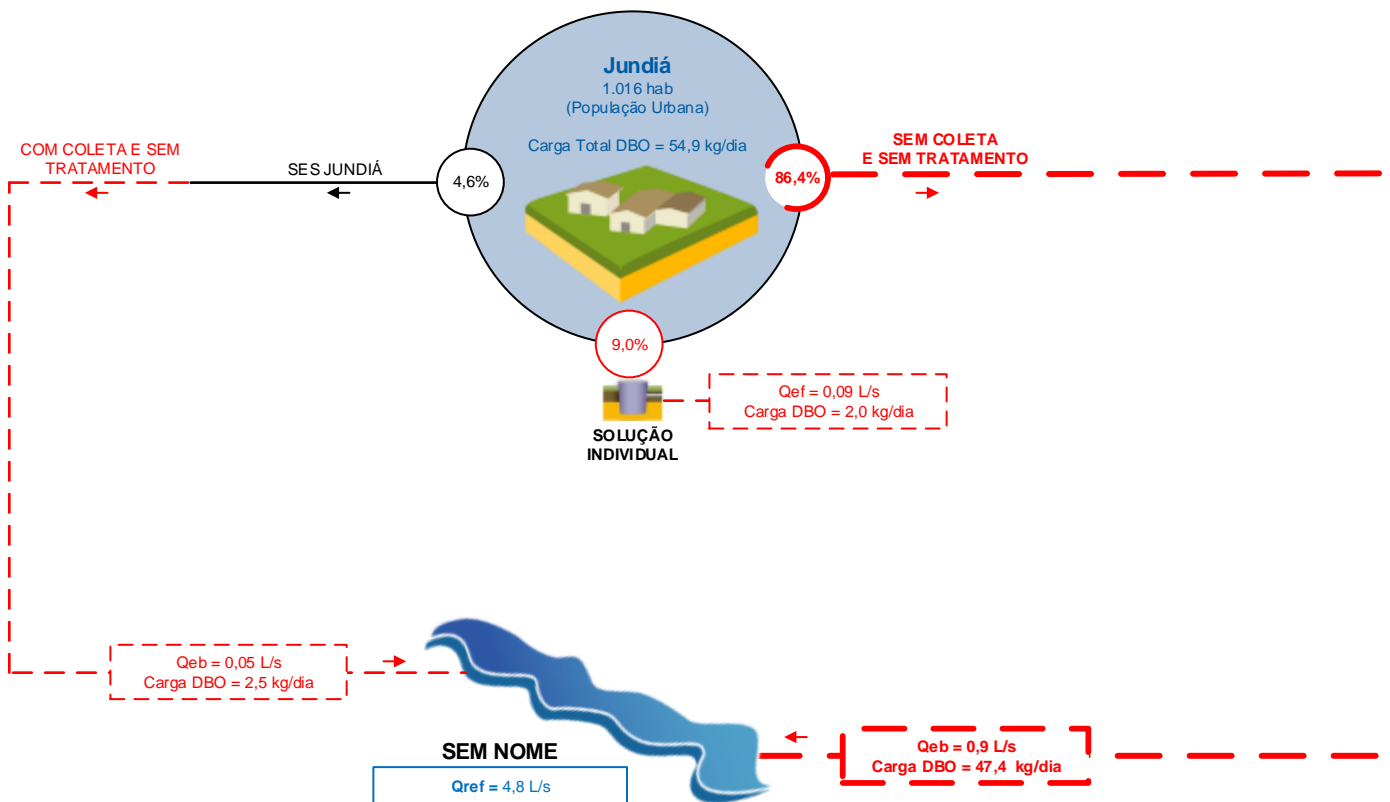 Jundiá
1.016 hab
(População Urbana)
Carga Total DBO = 54,9 kg/dia
COM COLETA E SEM
TRATAMENTO
SES JUNDIÁ
4,6%
86,4%
SEM COLETA
E SEM TRATAMENTO
9,0%
SOLUÇÃO
INDIVIDUAL
Qef = 0,09 L/s
Carga DBO = 2,0 kg/dia
Qeb = 0,05 L/s
Carga DBO = 2,5 kg/dia
SEM NOME
Qref = 4,8 L/s
Qeb = 0,9 L/s
Carga DBO = 47,4 kg/dia